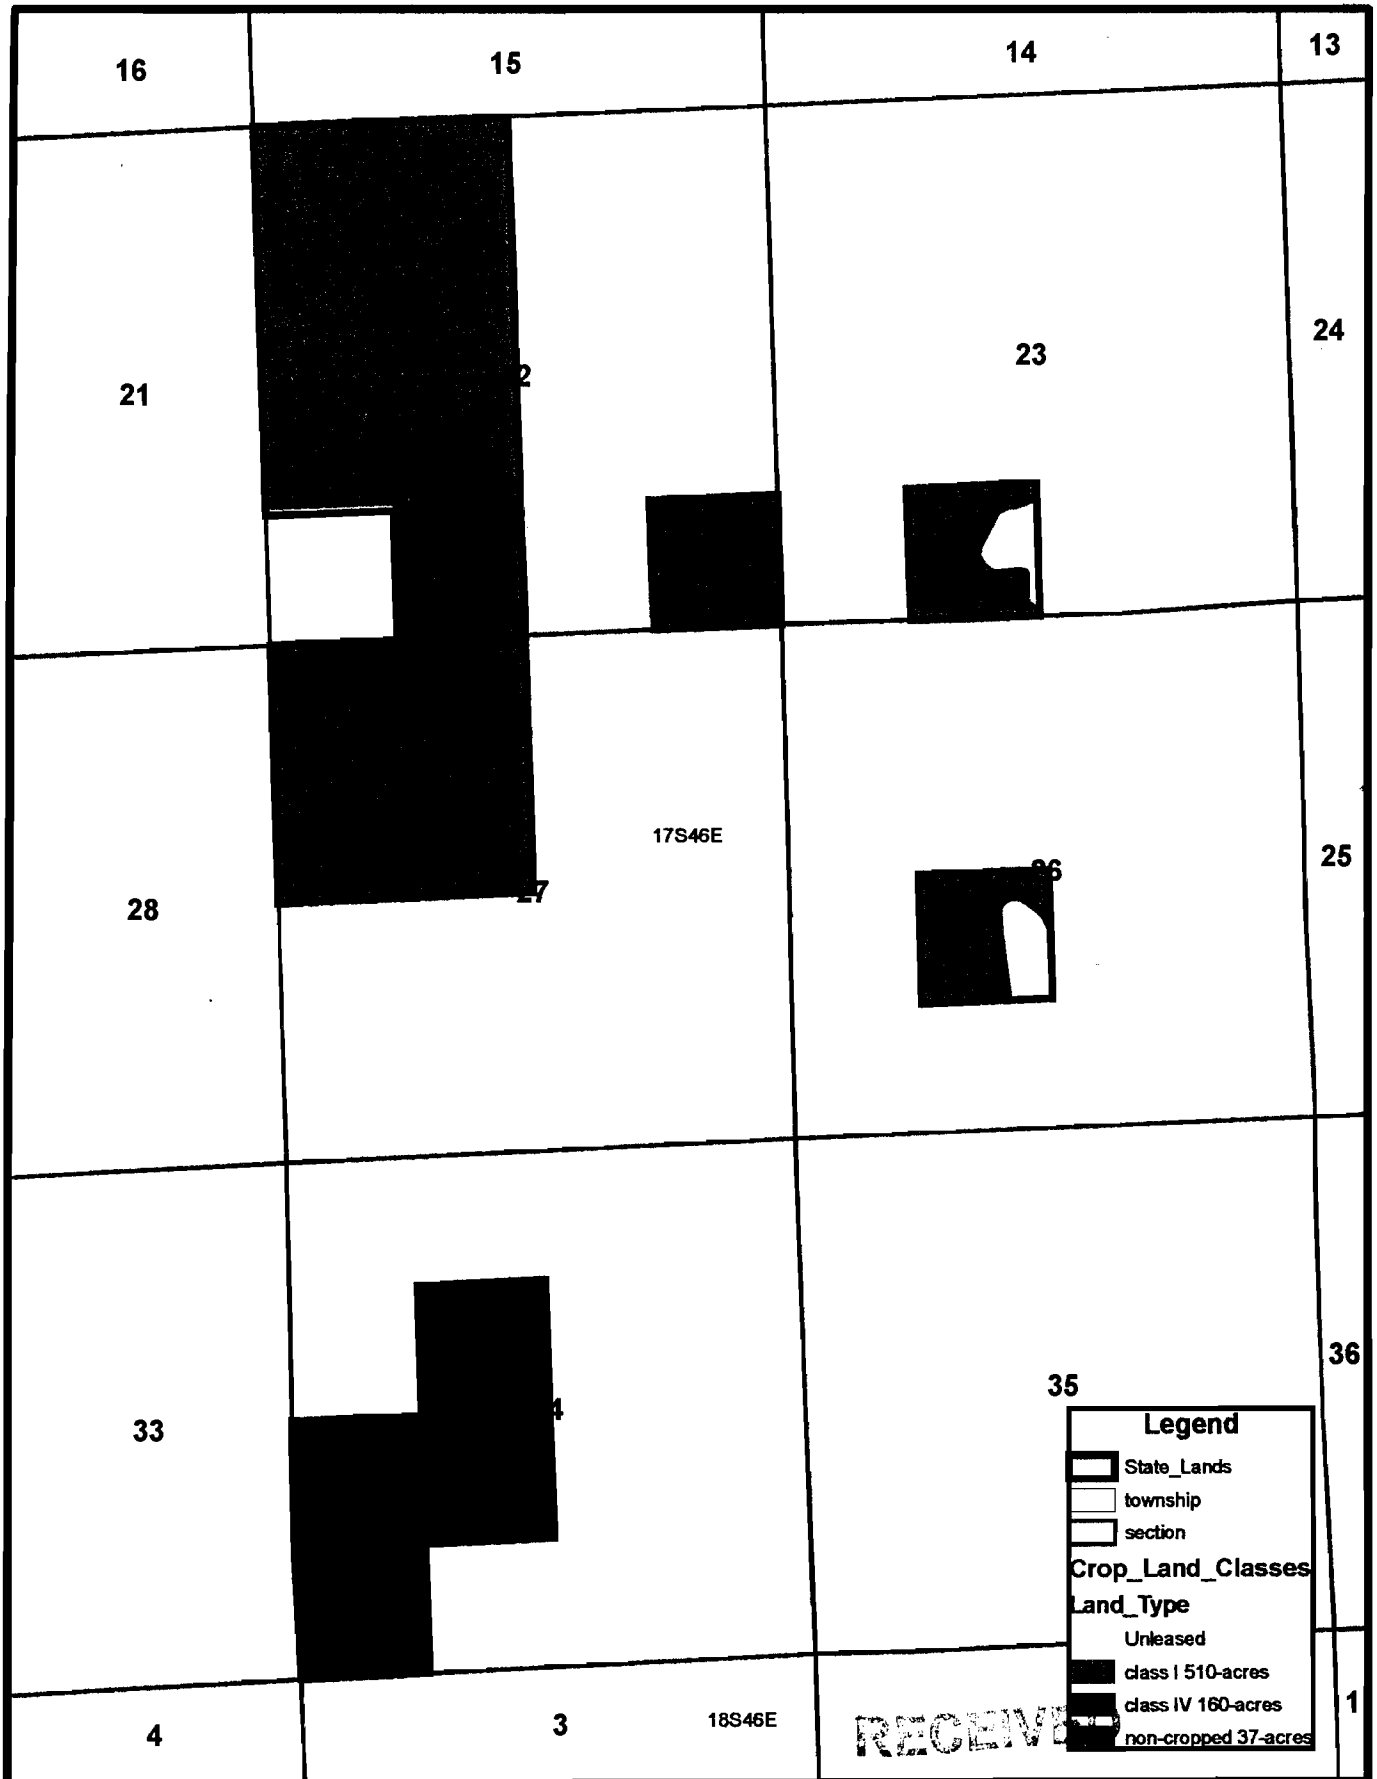 16 15 14 13
21 2 23 24
28 27 17S46E 26 25
33 4 35 36
Legend
State_Lands
township
section
Crop_Land_Classes
Land_Type
Unleased
class I 510-acres
class IV 160-acres
non-cropped 37-acres
4 3 18S46E 1